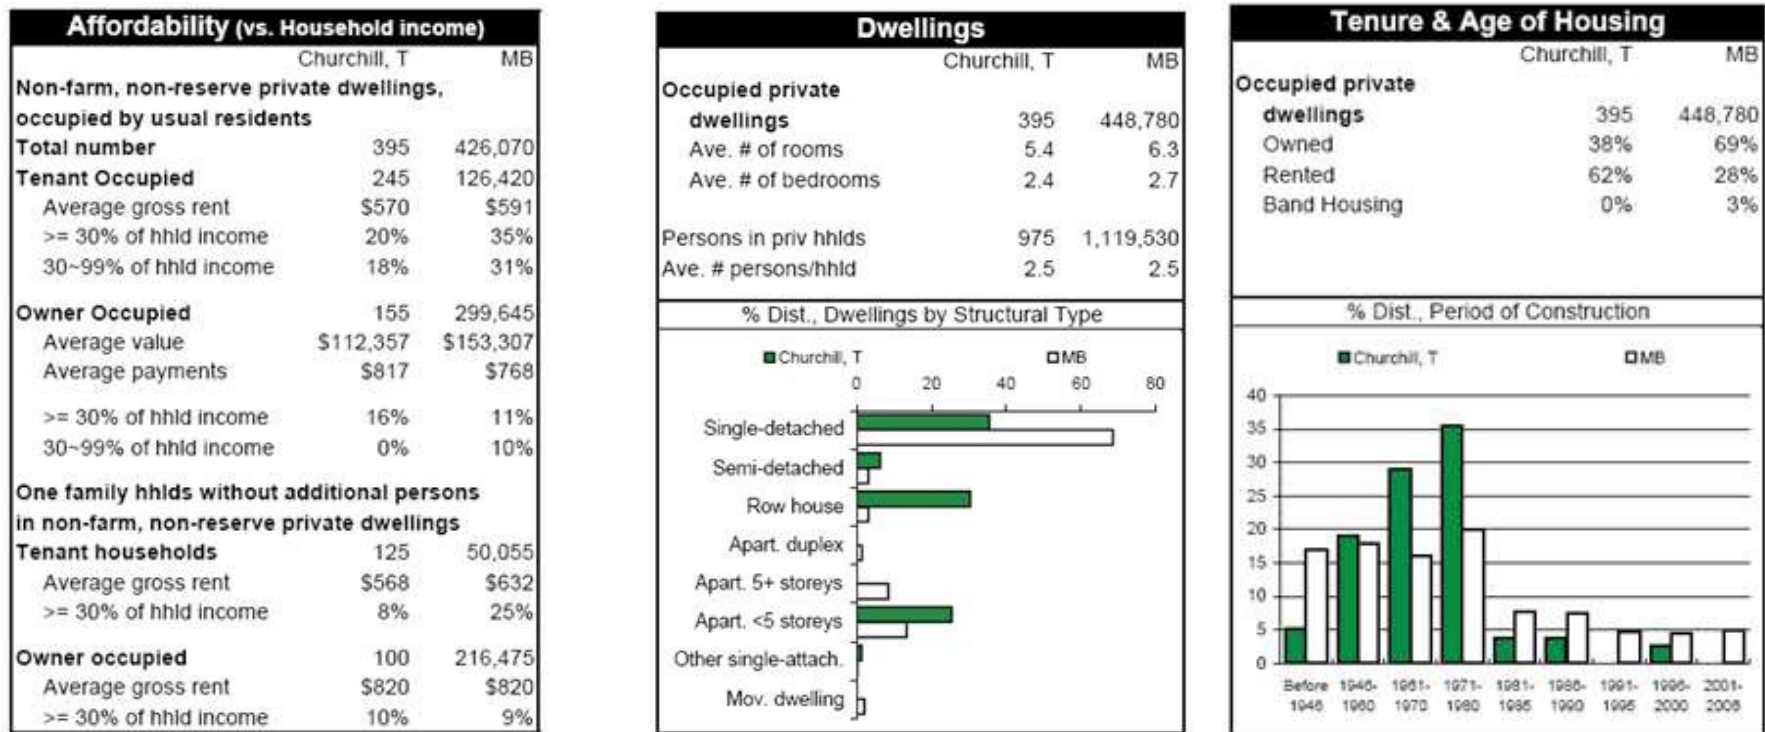 Affordability (vs. Household income)
Churchill, T MB
Non-farm, non-reserve private dwellings,
occupied by usual residents
Total number 395 426,070
Tenant Occupied 245 126,420
Average gross rent $570 $591
>= 30% of hhld income 20% 35%
30~99% of hhld income 18% 31%
Owner Occupied 155 299,645
Average value $112,357 $153,307
Average payments $817 $768
>= 30% of hhld income 16% 11%
30~99% of hhld income 0% 10%
One family hhlds without additional persons
in non-farm, non-reserve private dwellings
Tenant households 125 50,055
Average gross rent $568 $632
>= 30% of hhld income 8% 25%
Owner occupied 100 216,475
Average gross rent $820 $820
>= 30% of hhld income 10% 9%
Dwellings
Churchill, T MB
Occupied private
dwellings 395 448,780
Ave. # of rooms 5.4 6.3
Ave. # of bedrooms 2.4 2.7
Persons in priv hhlds 975 1,119,530
Ave. # persons/hhld 2.5 2.5
% Dist., Dwellings by Structural Type
Churchill, T MB
0 20 40 60 80
Single-detached
Semi-detached
Row house
Apart. duplex
Apart. 5+ storeys
Apart. <5 storeys
Other single-attach.
Mov. dwelling
Tenure & Age of Housing
Churchill, T MB
Occupied private
dwellings 395 448,780
Owned 38% 69%
Rented 62% 28%
Band Housing 0% 3%
% Dist., Period of Construction
Churchill, T MB
40
35
30
25
20
15
10
5
0
Before 1946- 1961- 1971- 1981- 1986- 1991- 1996- 2001-
1946 1960 1970 1980 1985 1990 1995 2000 2006